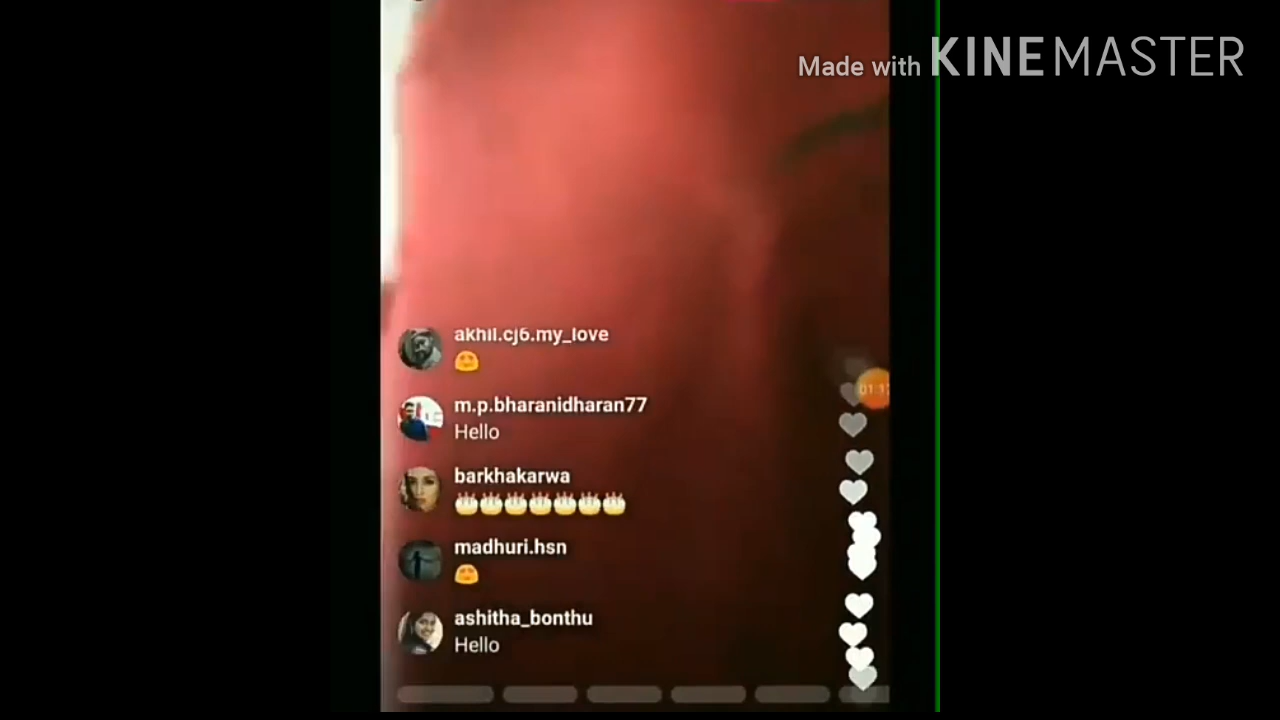 Made with KINEMASTER
akhil.cj6.my_love
😍
m.p.bharanidharan77
Hello
barkhakarwa
🎂🎂🎂🎂🎂🎂🎂
madhuri.hsn
😍
ashitha_bonthu
Hello